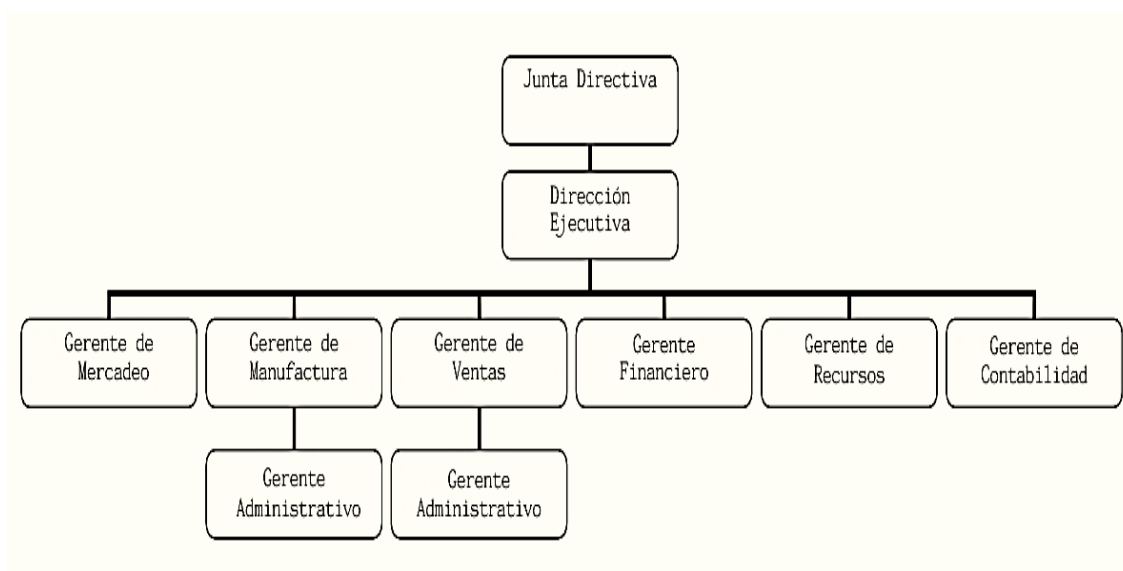 Junta Directiva
Dirección
Ejecutiva
Gerente de
Mercadeo
Gerente de
Manufactura
Gerente de
Ventas
Gerente
Financiero
Gerente de
Recursos
Gerente de
Contabilidad
Gerente
Administrativo
Gerente
Administrativo